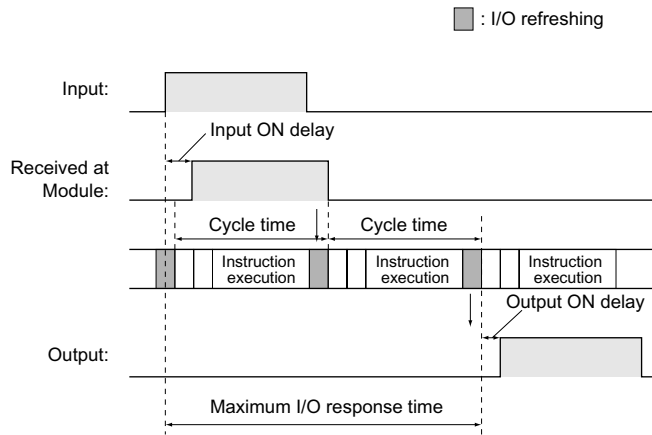 : I/O refreshing
Input:
Input ON delay
Received at
Module:
Cycle time
Cycle time
Instruction
execution
Instruction
execution
Instruction
execution
Output ON delay
Output:
Maximum I/O response time